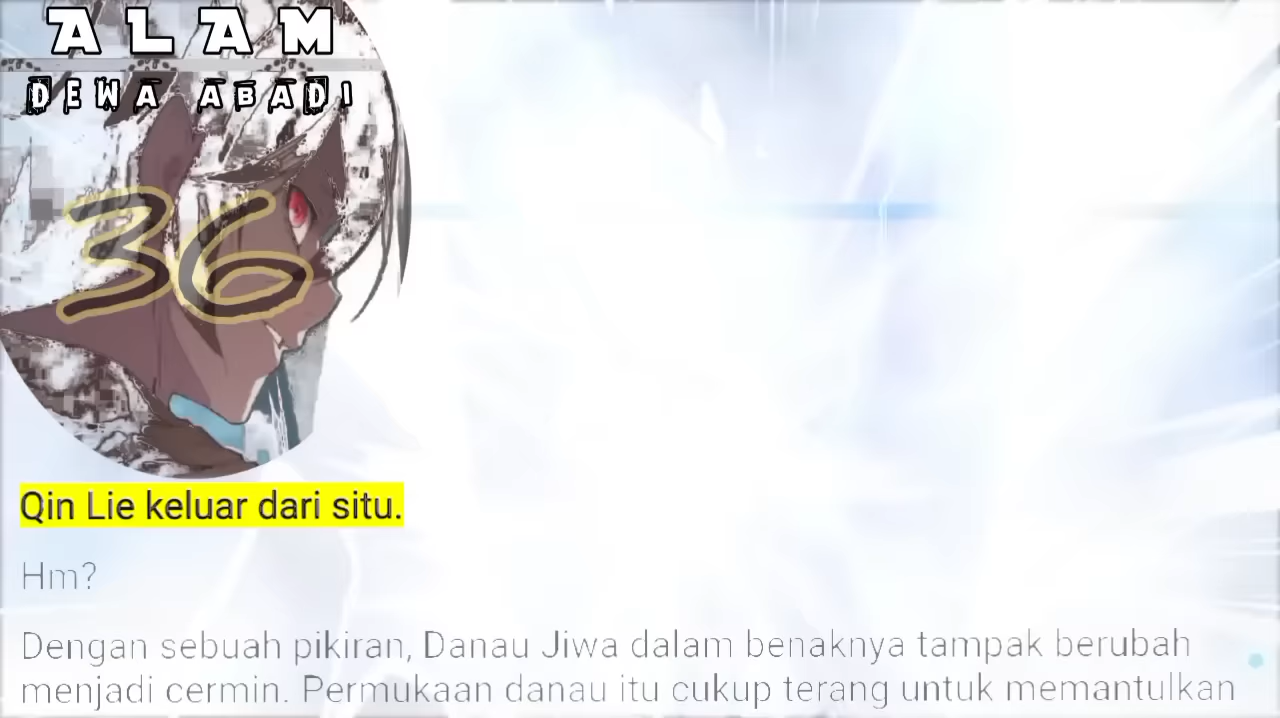 ALAM
DEWA ABADI
36
Qin Lie keluar dari situ.
Hm?
Dengan sebuah pikiran, Danau Jiwa dalam benaknya tampak berubah
menjadi cermin. Permukaan danau itu cukup terang untuk memantulkan